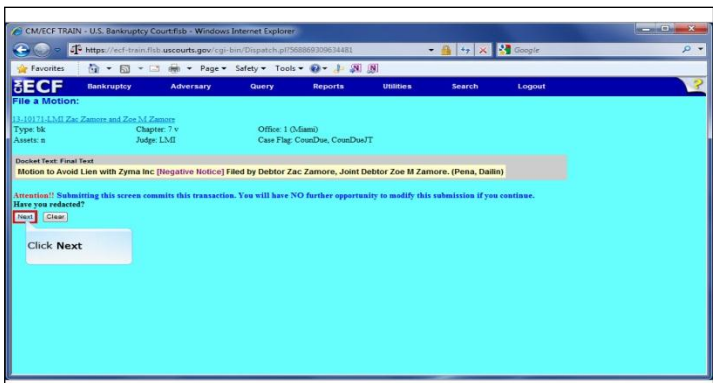 CM/ECF TRAIN - U.S. Bankruptcy Court:flsb - Windows Internet Explorer
https://ecf-train.flsb.uscourts.gov/cgi-bin/Dispatch.pl?568869309634481
Google
Favorites Page Safety Tools
ECF Bankruptcy Adversary Query Reports Utilities Search Logout ?
File a Motion:
13-10171-LMI Zac Zamore and Zoe M Zamore
Type: bk Chapter: 7 v Office: 1 (Miami)
Assets: n Judge: LMI Case Flag: CounDue, CounDueJT
Docket Text: Final Text
Motion to Avoid Lien with Zyma Inc [Negative Notice] Filed by Debtor Zac Zamore, Joint Debtor Zoe M Zamore. (Pena, Dailin)
Attention!! Submitting this screen commits this transaction. You will have NO further opportunity to modify this submission if you continue.
Have you redacted?
Next Clear
Click Next